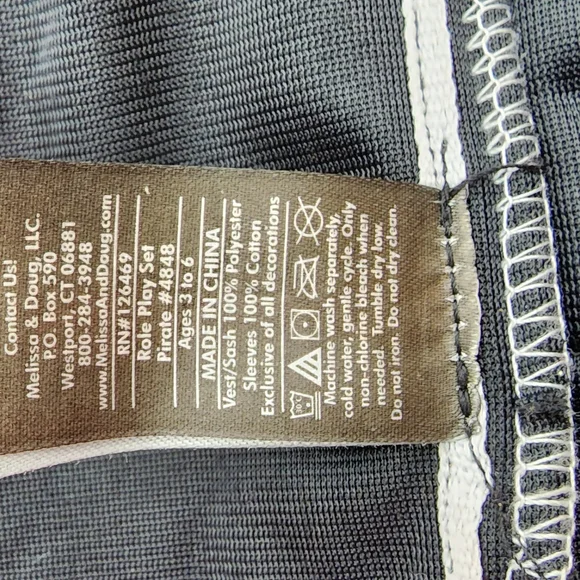 Contact Us!
Melissa & Doug, LLC.
P.O. Box 590
Westport, CT 06881
800-284-3948
www.MelissaAndDoug.com
RN#126469
Role Play Set
Pirate #4848
Ages 3 to 6
MADE IN CHINA
Vest/Sash 100% Polyester
Sleeves 100% Cotton
Exclusive of all decorations
Machine wash separately,
cold water, gentle cycle. Only
non-chlorine bleach when
needed. Tumble dry low.
Do not iron. Do not dry clean.